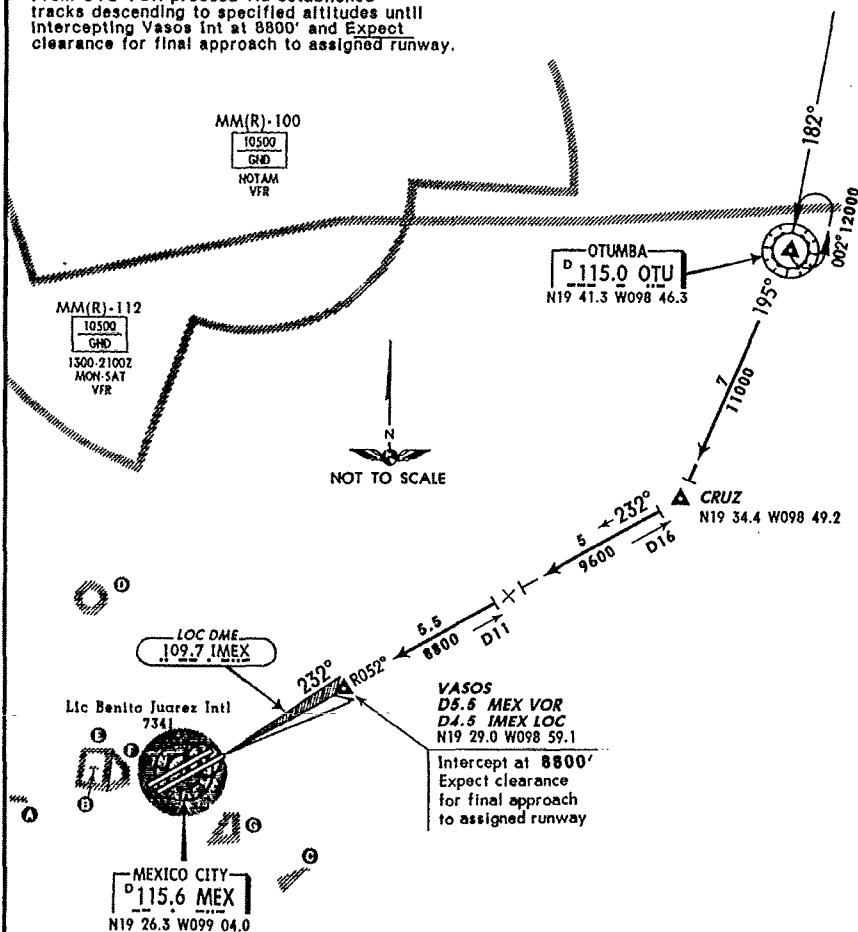 tracks descending to specified altitudes until
intercepting Vasos Int at 8800' and Expect
clearance for final approach to assigned runway.
182°
MM(R)-100
10500
GND
NOTAM
VFR
002° 12000
OTUMBA
D 115.0 OTU
N19 41.3 W098 46.3
195°
MM(R)-112
10500
GND
1300-2100Z
MON-SAT
VFR
7
11000
N
NOT TO SCALE
CRUZ
N19 34.4 W098 49.2
232°
5
9600
D16
D
5.5
8800
D11
LOC DME
109.7 IMEX
232°
R052°
VASOS
D5.5 MEX VOR
D4.5 IMEX LOC
N19 29.0 W098 59.1
Intercept at 8800'
Expect clearance
for final approach
to assigned runway
Lic Benito Juarez Intl
7341
E
F
B
A
G
C
MEXICO CITY
D 115.6 MEX
N19 26.3 W099 04.0